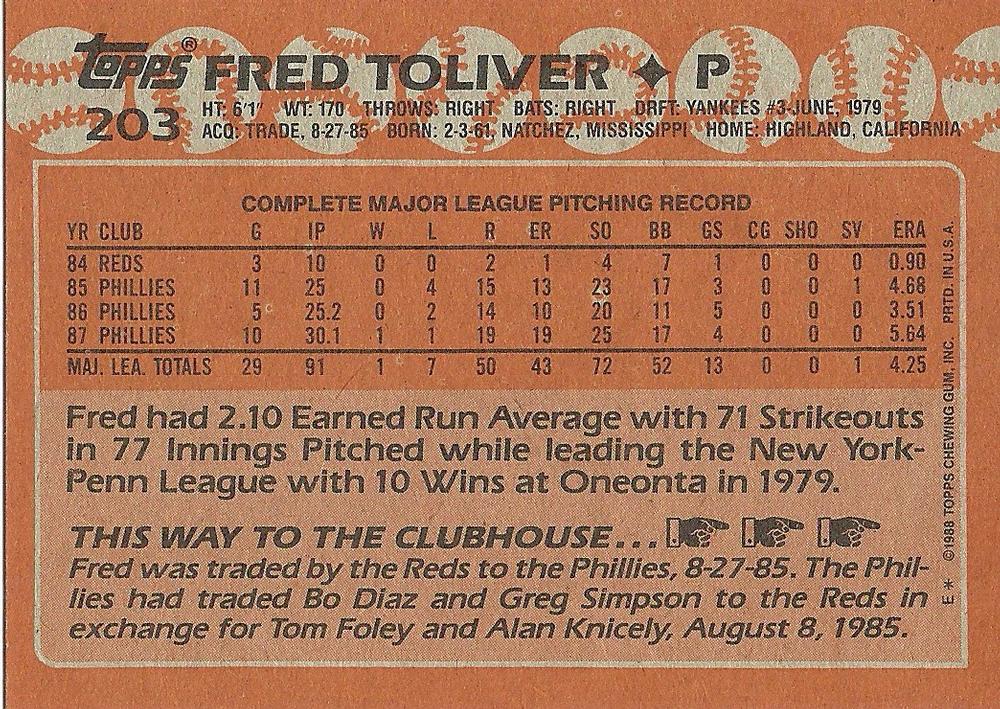 topps® FRED TOLIVER ✦ P
203
HT: 6'1" WT: 170 THROWS: RIGHT BATS: RIGHT DRFT: YANKEES #3-JUNE, 1979
ACQ: TRADE, 8-27-85 BORN: 2-3-61, NATCHEZ, MISSISSIPPI HOME: HIGHLAND, CALIFORNIA
COMPLETE MAJOR LEAGUE PITCHING RECORD
YR CLUB G IP W L R ER SO BB GS CG SHO SV ERA
84 REDS 3 10 0 0 2 1 4 7 1 0 0 0 0.90
85 PHILLIES 11 25 0 4 15 13 23 17 3 0 0 1 4.68
86 PHILLIES 5 25.2 0 2 14 10 20 11 5 0 0 0 3.51
87 PHILLIES 10 30.1 1 1 19 19 25 17 4 0 0 0 5.64
MAJ. LEA. TOTALS 29 91 1 7 50 43 72 52 13 0 0 1 4.25
Fred had 2.10 Earned Run Average with 71 Strikeouts
in 77 Innings Pitched while leading the New York-
Penn League with 10 Wins at Oneonta in 1979.
THIS WAY TO THE CLUBHOUSE...
Fred was traded by the Reds to the Phillies, 8-27-85. The Phil-
lies had traded Bo Diaz and Greg Simpson to the Reds in
exchange for Tom Foley and Alan Knicely, August 8, 1985.
E* ©1988 TOPPS CHEWING GUM, INC. PRTD. IN U.S.A.